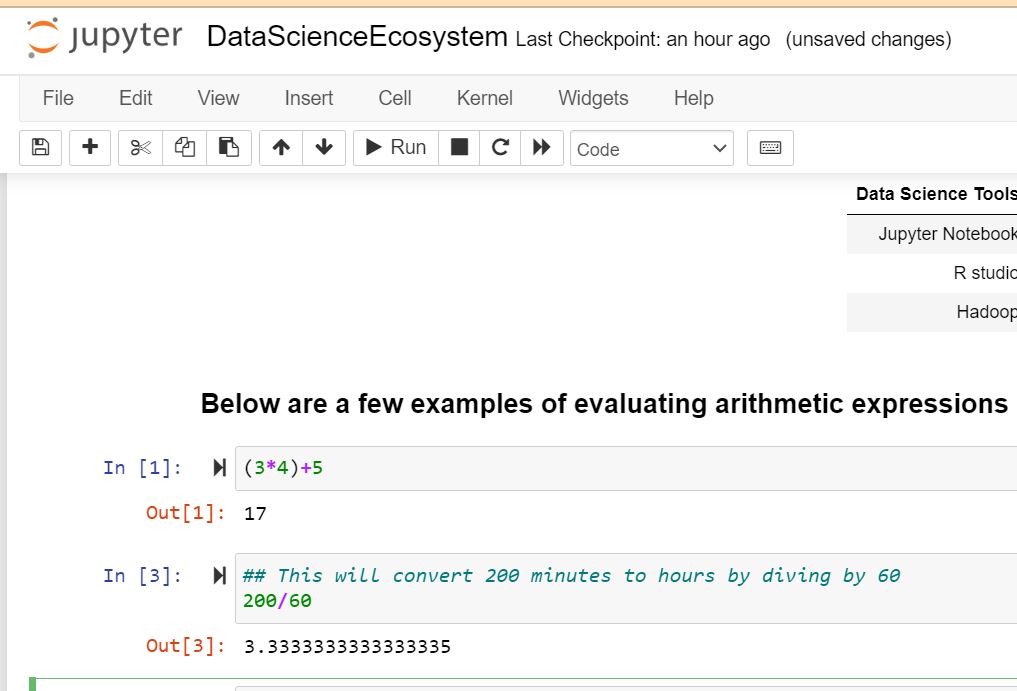 jupyter DataScienceEcosystem Last Checkpoint: an hour ago (unsaved changes)
File Edit View Insert Cell Kernel Widgets Help
Run Code
Data Science Tools
Jupyter Notebook
R studio
Hadoop
Below are a few examples of evaluating arithmetic expressions
In [1]: (3*4)+5
Out[1]: 17
In [3]: ## This will convert 200 minutes to hours by diving by 60
200/60
Out[3]: 3.3333333333333335